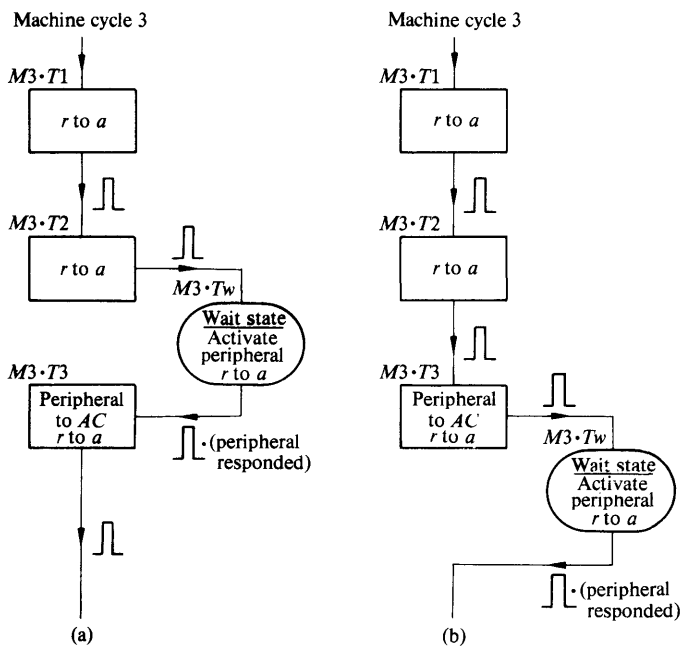 Machine cycle 3
M3·T1
r to a
M3·T2
r to a
M3·Tw
Wait state
Activate
peripheral
r to a
M3·T3
Peripheral
to AC
r to a
·(peripheral
responded)
(a)
Machine cycle 3
M3·T1
r to a
M3·T2
r to a
M3·T3
Peripheral
to AC
r to a
M3·Tw
Wait state
Activate
peripheral
r to a
·(peripheral
responded)
(b)